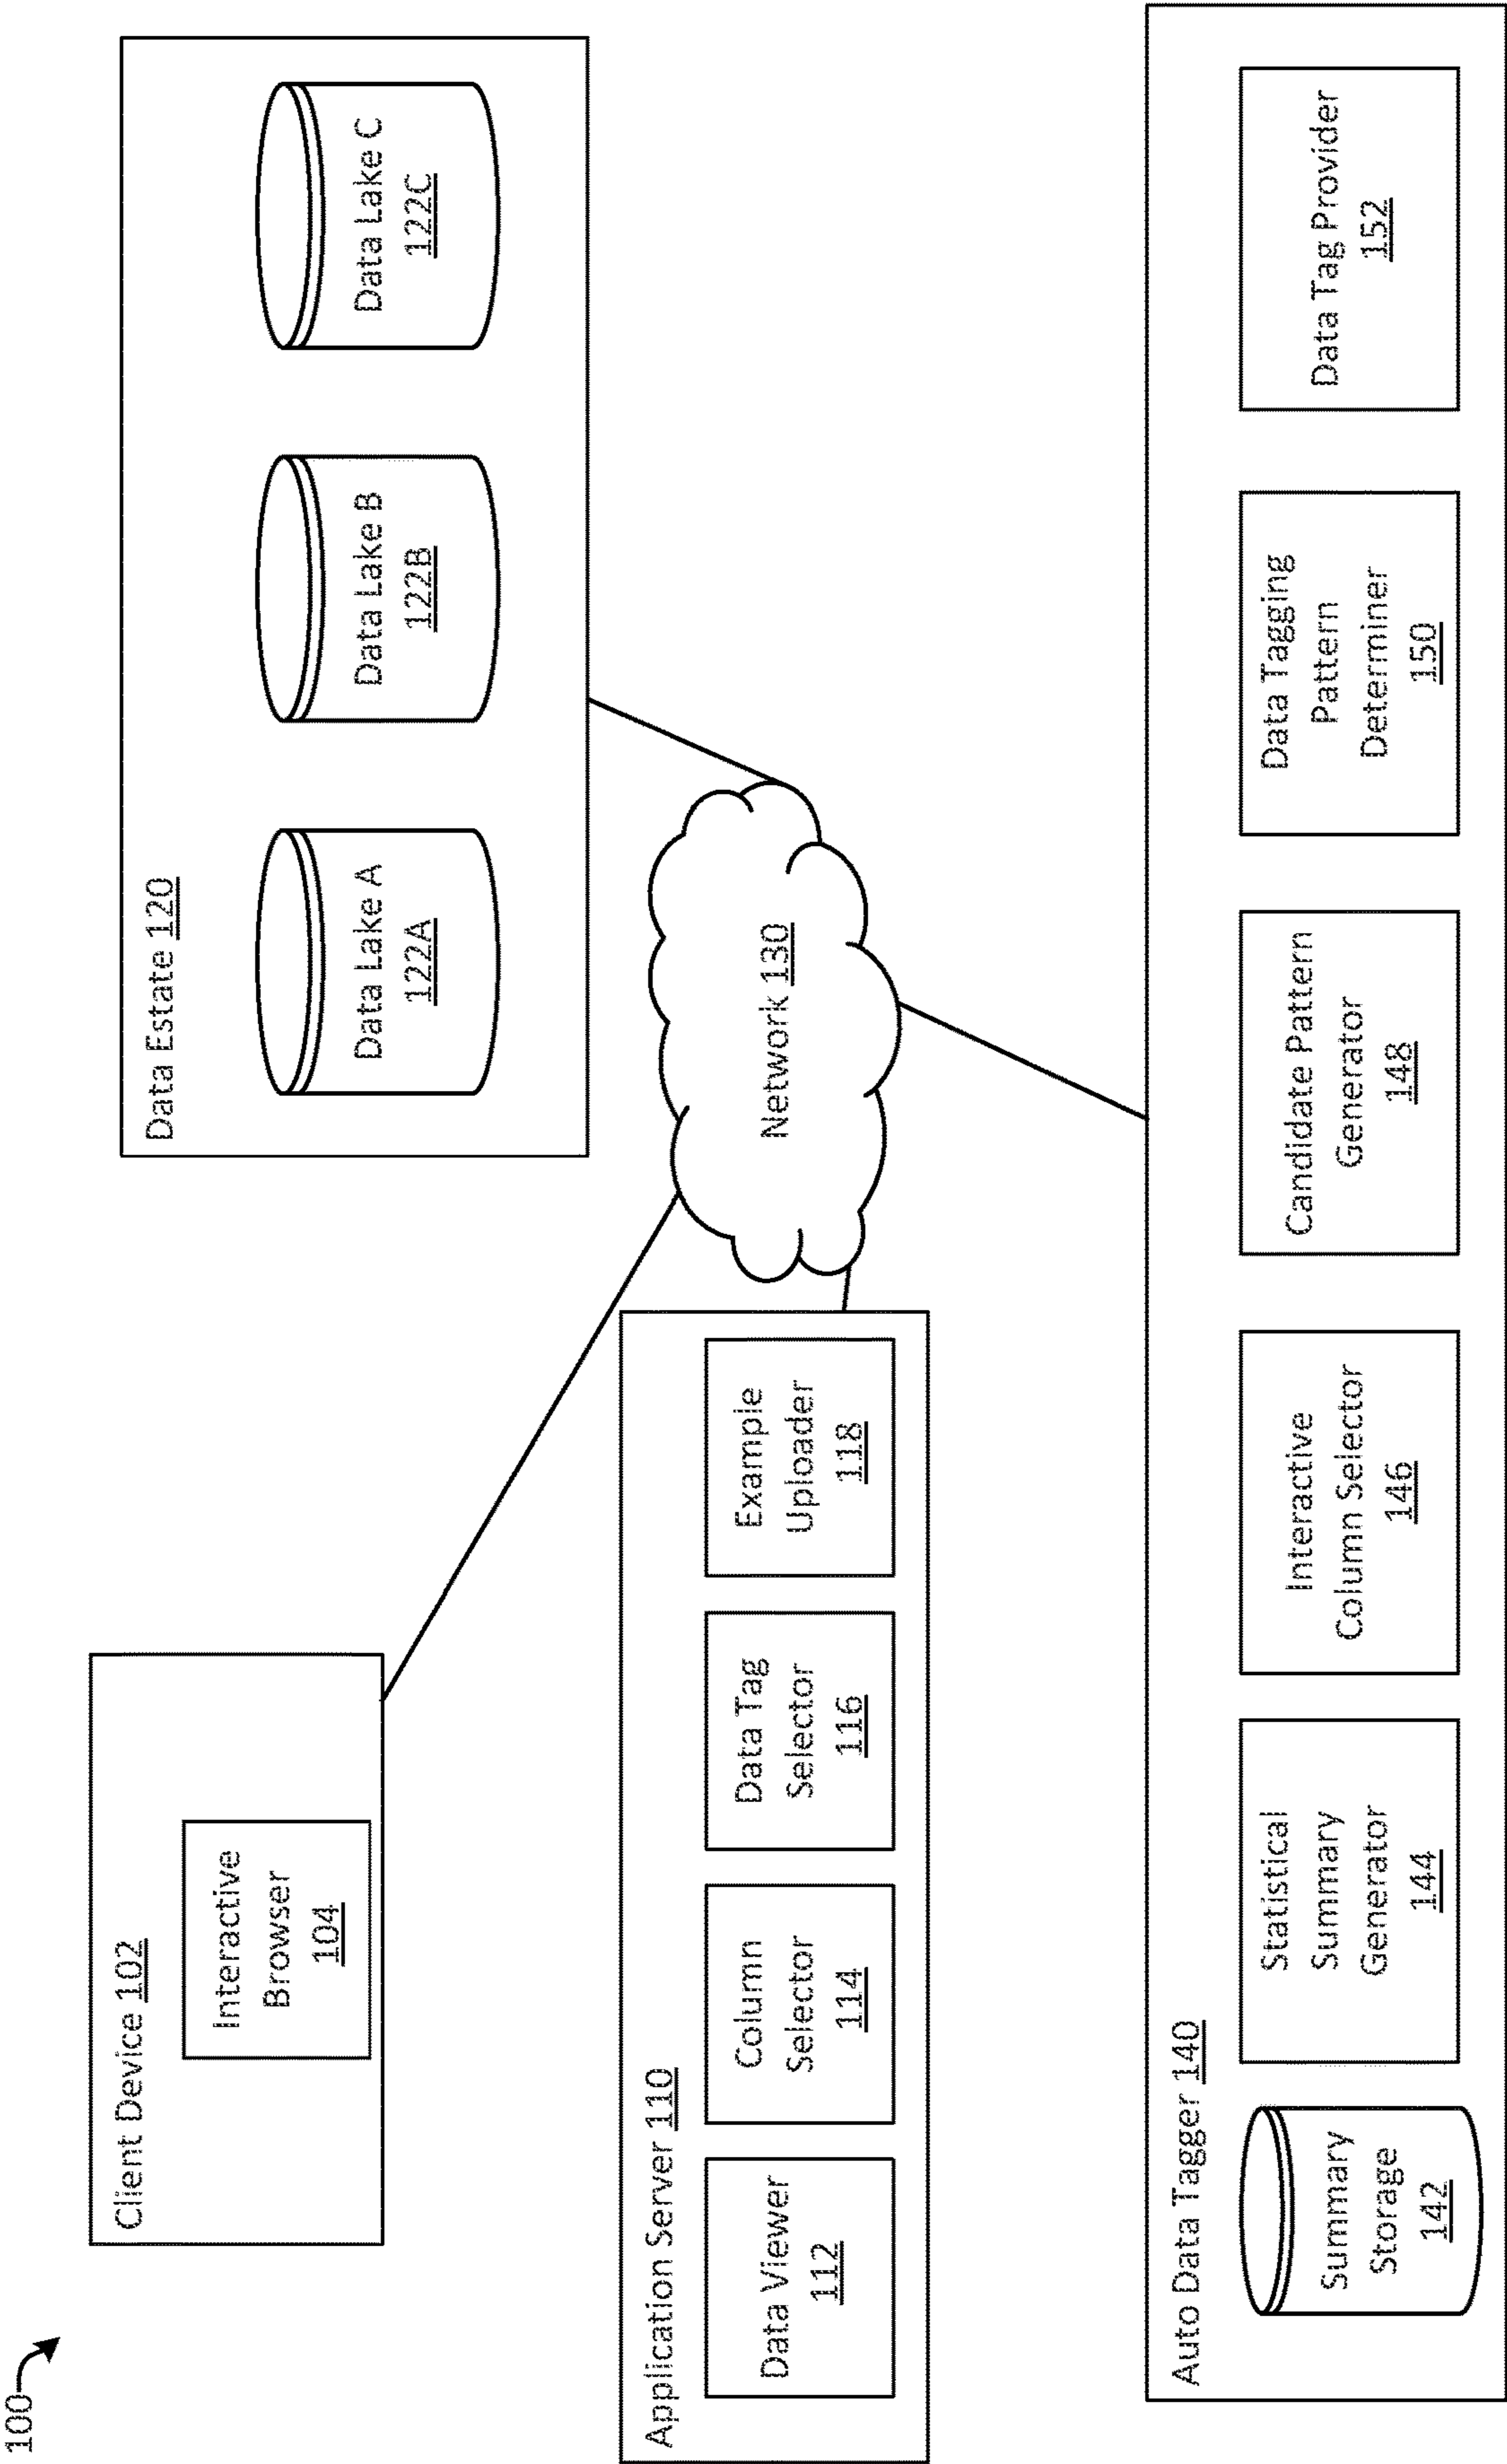 100
Client Device 102
Interactive
Browser
104
Data Estate 120
Data Lake A
122A
Data Lake B
122B
Data Lake C
122C
Application Server 110
Data Viewer
112
Column
Selector
114
Data Tag
Selector
116
Example
Uploader
118
Network 130
Auto Data Tagger 140
Summary
Storage
142
Statistical
Summary
Generator
144
Interactive
Column Selector
146
Candidate Pattern
Generator
148
Data Tagging
Pattern
Determiner
150
Data Tag Provider
152